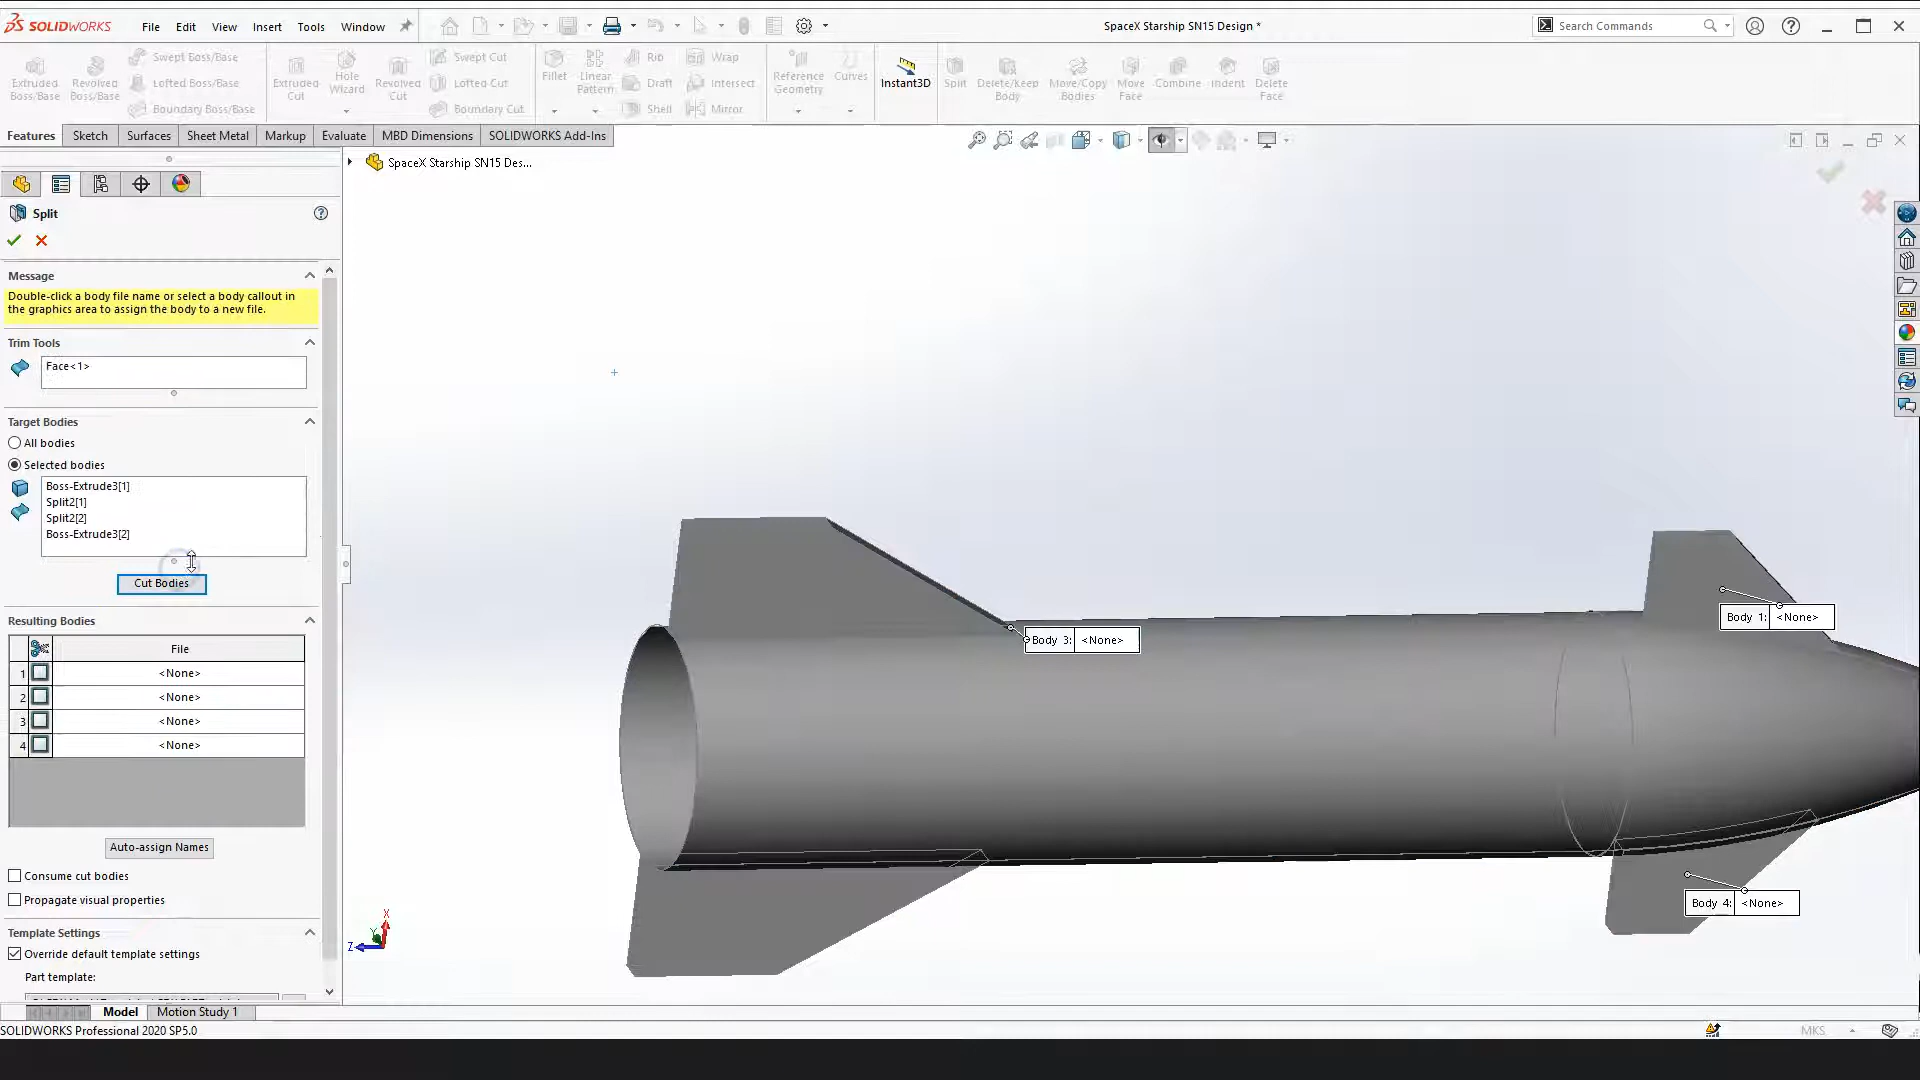 SOLIDWORKS File Edit View Insert Tools Window SpaceX Starship SN15 Design * Search Commands
Extruded Boss/Base
Revolved Boss/Base
Swept Boss/Base
Lofted Boss/Base
Boundary Boss/Base
Extruded Cut
Hole Wizard
Revolved Cut
Swept Cut
Lofted Cut
Boundary Cut
Fillet
Linear Pattern
Rib
Draft
Shell
Wrap
Intersect
Mirror
Reference Geometry
Curves
Instant3D
Split
Delete/Keep Body
Move/Copy Bodies
Move Face
Combine
Indent
Delete Face
Features Sketch Surfaces Sheet Metal Markup Evaluate MBD Dimensions SOLIDWORKS Add-Ins
SpaceX Starship SN15 Des...
Split
Message
Double-click a body file name or select a body callout in
the graphics area to assign the body to a new file.
Trim Tools
Face<1>
Target Bodies
All bodies
Selected bodies
Boss-Extrude3[1]
Split2[1]
Split2[2]
Boss-Extrude3[2]
Cut Bodies
Resulting Bodies
File
1 <None>
2 <None>
3 <None>
4 <None>
Auto-assign Names
Consume cut bodies
Propagate visual properties
Template Settings
Override default template settings
Part template:
Body 1: <None>
Body 3: <None>
Body 4: <None>
X
Y
Z
Model Motion Study 1
SOLIDWORKS Professional 2020 SP5.0
MKS